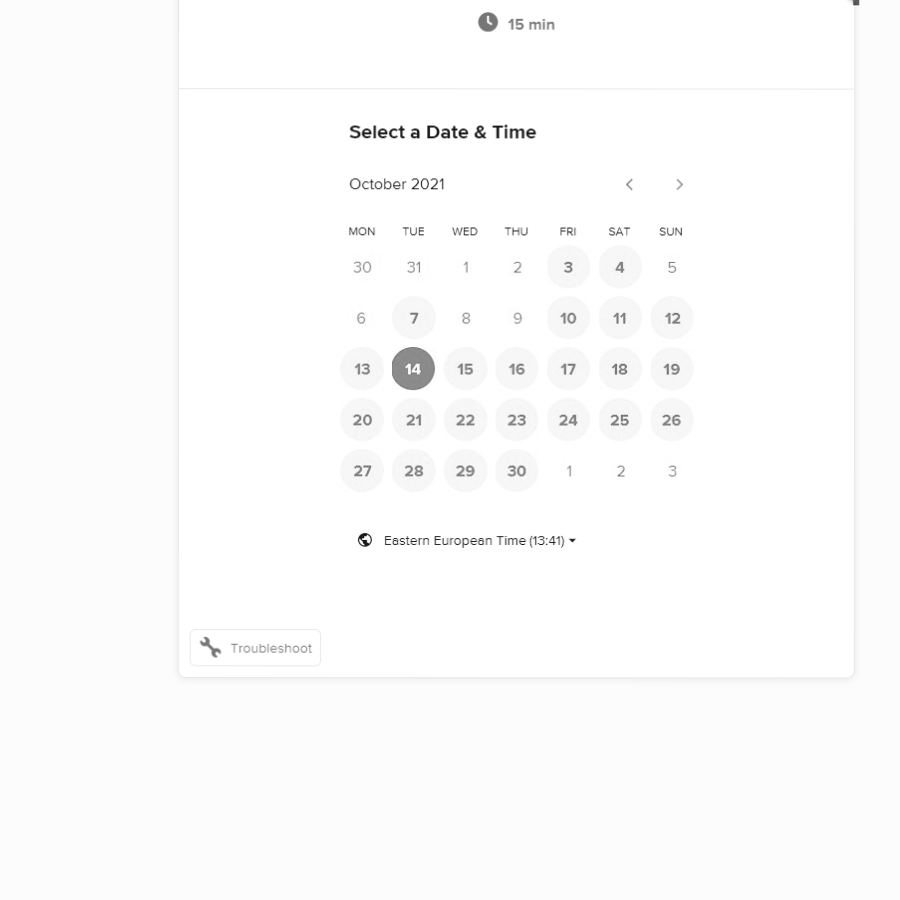 15 min
Select a Date & Time
October 2021
MON TUE WED THU FRI SAT SUN
30 31 1 2 3 4 5
6 7 8 9 10 11 12
13 14 15 16 17 18 19
20 21 22 23 24 25 26
27 28 29 30 1 2 3
Eastern European Time (13:41)
Troubleshoot